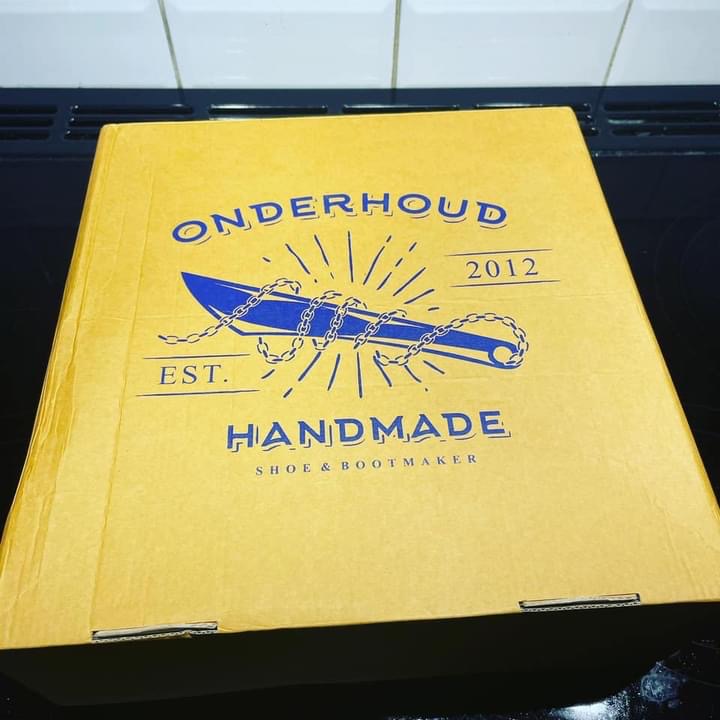 ONDERHOUD
2012
EST.
HANDMADE
SHOE & BOOTMAKER